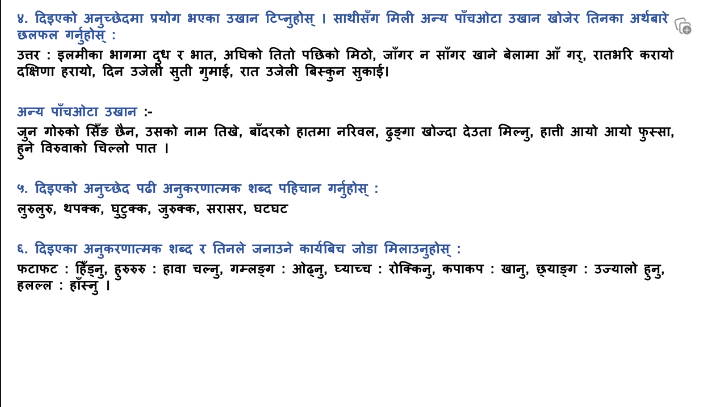 ४. दिइएको अनुच्छेदमा प्रयोग भएका उखान टिप्नुहोस् । साथीसँग मिली अन्य पाँचओटा उखान खोजेर तिनका अर्थबारे
छलफल गर्नुहोस् :
उत्तर : इलमीका भागमा दुध र भात, अघिको तितो पछिको मिठो, जाँगर न साँगर खाने बेलामा आँ गर्, रातभरि करायो
दक्षिणा हरायो, दिन उजेली सुती गुमाई, रात उजेली बिस्कुन सुकाई।
अन्य पाँचओटा उखान :-
जुन गोरुको सिँङ छैन, उसको नाम तिखे, बाँदरको हातमा नरिवल, ढुङ्गा खोज्दा देउता मिल्नु, हात्ती आयो आयो फुस्सा,
हुने विरुवाको चिल्लो पात ।
५. दिइएको अनुच्छेद पढी अनुकरणात्मक शब्द पहिचान गर्नुहोस् :
लुरुलुरु, थपक्क, घुटुक्क, जुरुक्क, सरासर, घटघट
६. दिइएका अनुकरणात्मक शब्द र तिनले जनाउने कार्यबिच जोडा मिलाउनुहोस् :
फटाफट : हिँड्नु, हुरुरुरु : हावा चल्नु, गम्लङ्ग : ओढ्नु, घ्याच्च : रोक्किनु, कपाकप : खानु, छ्याङ्ग : उज्यालो हुनु,
हलल्ल : हाँस्नु ।